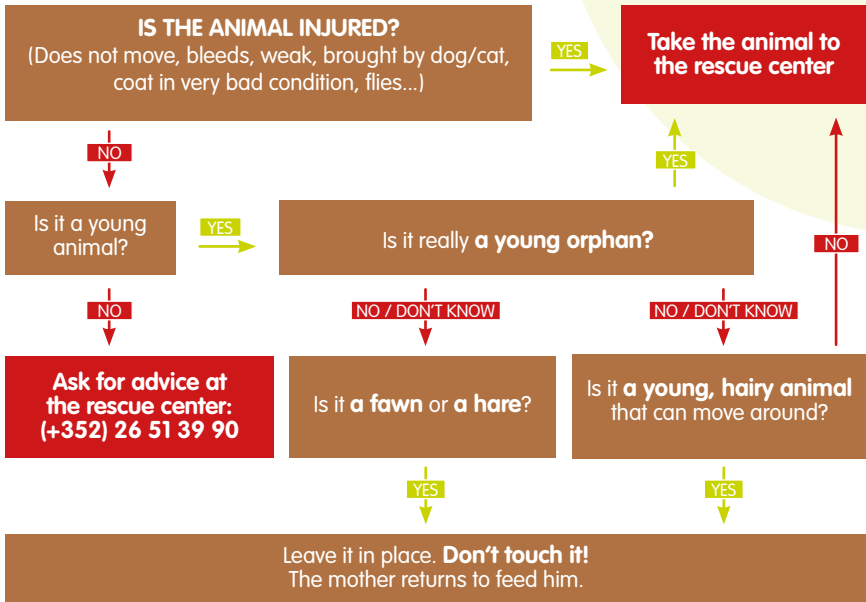 IS THE ANIMAL INJURED?
(Does not move, bleeds, weak, brought by dog/cat,
coat in very bad condition, flies...)
YES
Take the animal to
the rescue center
NO
YES
Is it a young
animal?
YES
Is it really a young orphan?
NO
NO
NO / DON'T KNOW
NO / DON'T KNOW
Ask for advice at
the rescue center:
(+352) 26 51 39 90
Is it a fawn or a hare?
Is it a young, hairy animal
that can move around?
YES
YES
Leave it in place. Don't touch it!
The mother returns to feed him.